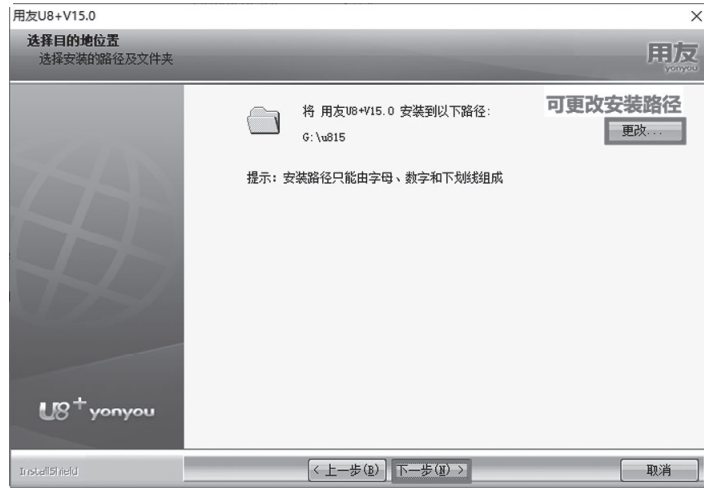 用友U8+V15.0
选择目的地位置
选择安装的路径及文件夹
用友
yonyou
将 用友U8+V15.0 安装到以下路径:
可更改安装路径
G:\u815
更改...
提示: 安装路径只能由字母、数字和下划线组成
U8+ yonyou
InstallShield
< 上一步(B)
下一步(N) >
取消